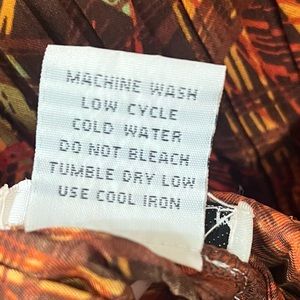 MACHINE WASH
LOW CYCLE
COLD WATER
DO NOT BLEACH
TUMBLE DRY LOW
USE COOL IRON